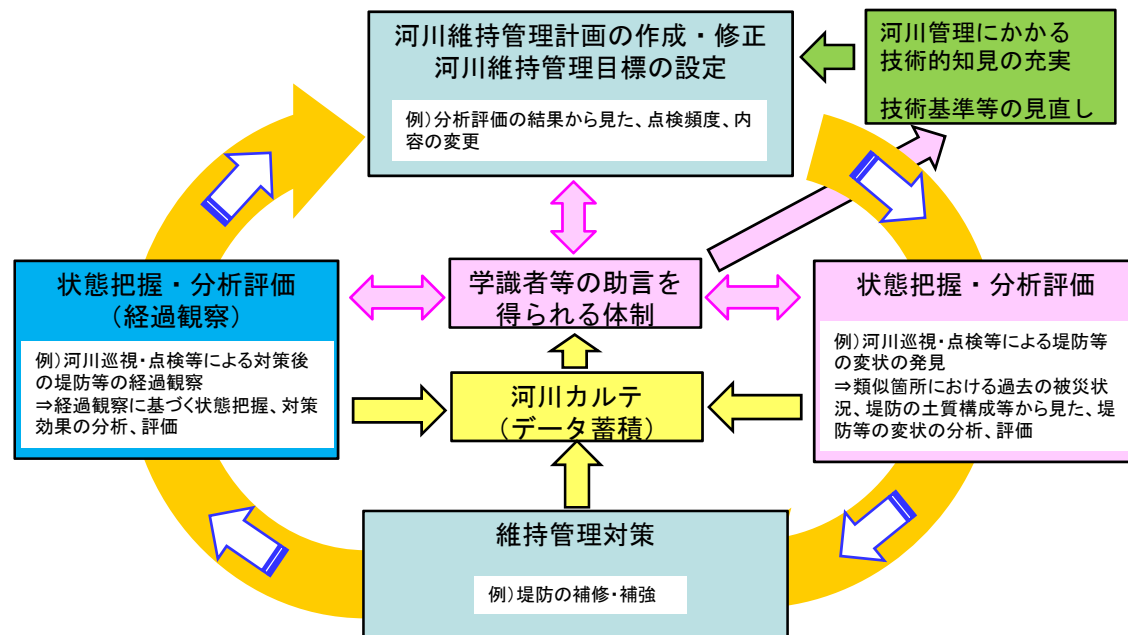 河川維持管理計画の作成・修正
河川維持管理目標の設定
例）分析評価の結果から見た、点検頻度、内
容の変更
河川管理にかかる
技術的知見の充実
技術基準等の見直し
状態把握・分析評価
（経過観察）
例）河川巡視・点検等による対策後
の堤防等の経過観察
⇒経過観察に基づく状態把握、対策
効果の分析、評価
学識者等の助言を
得られる体制
状態把握・分析評価
例）河川巡視・点検等による堤防等
の変状の発見
⇒類似箇所における過去の被災状
況、堤防の土質構成等から見た、堤
防等の変状の分析、評価
河川カルテ
（データ蓄積）
維持管理対策
例）堤防の補修・補強